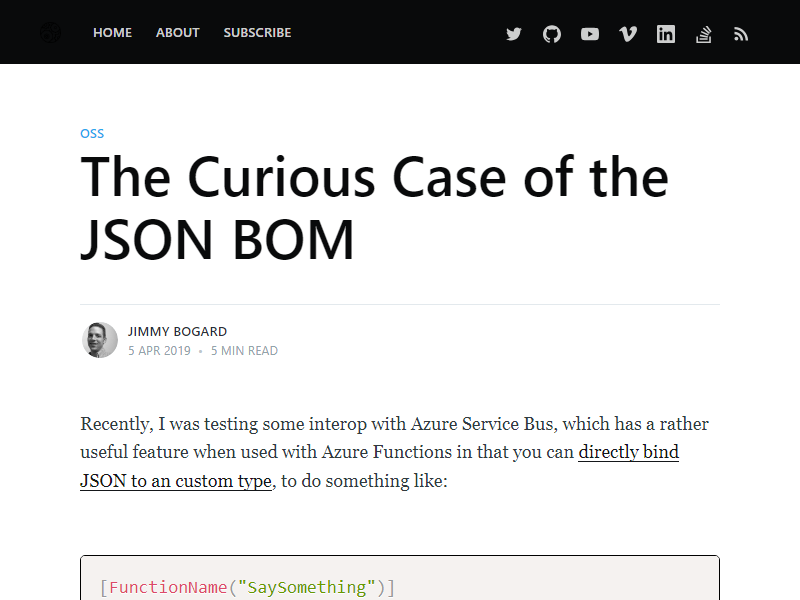 HOME ABOUT SUBSCRIBE
OSS
The Curious Case of the
JSON BOM
JIMMY BOGARD
5 APR 2019 • 5 MIN READ
Recently, I was testing some interop with Azure Service Bus, which has a rather
useful feature when used with Azure Functions in that you can directly bind
JSON to an custom type, to do something like:
[FunctionName("SaySomething")]